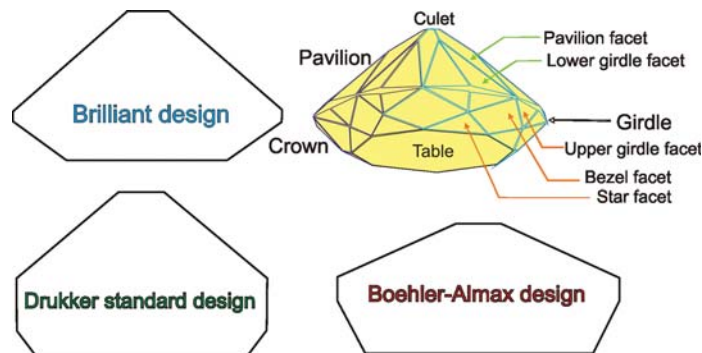 Culet
Pavilion
Pavilion facet
Lower girdle facet
Brilliant design
Girdle
Crown
Table
Upper girdle facet
Bezel facet
Star facet
Drukker standard design
Boehler-Almax design